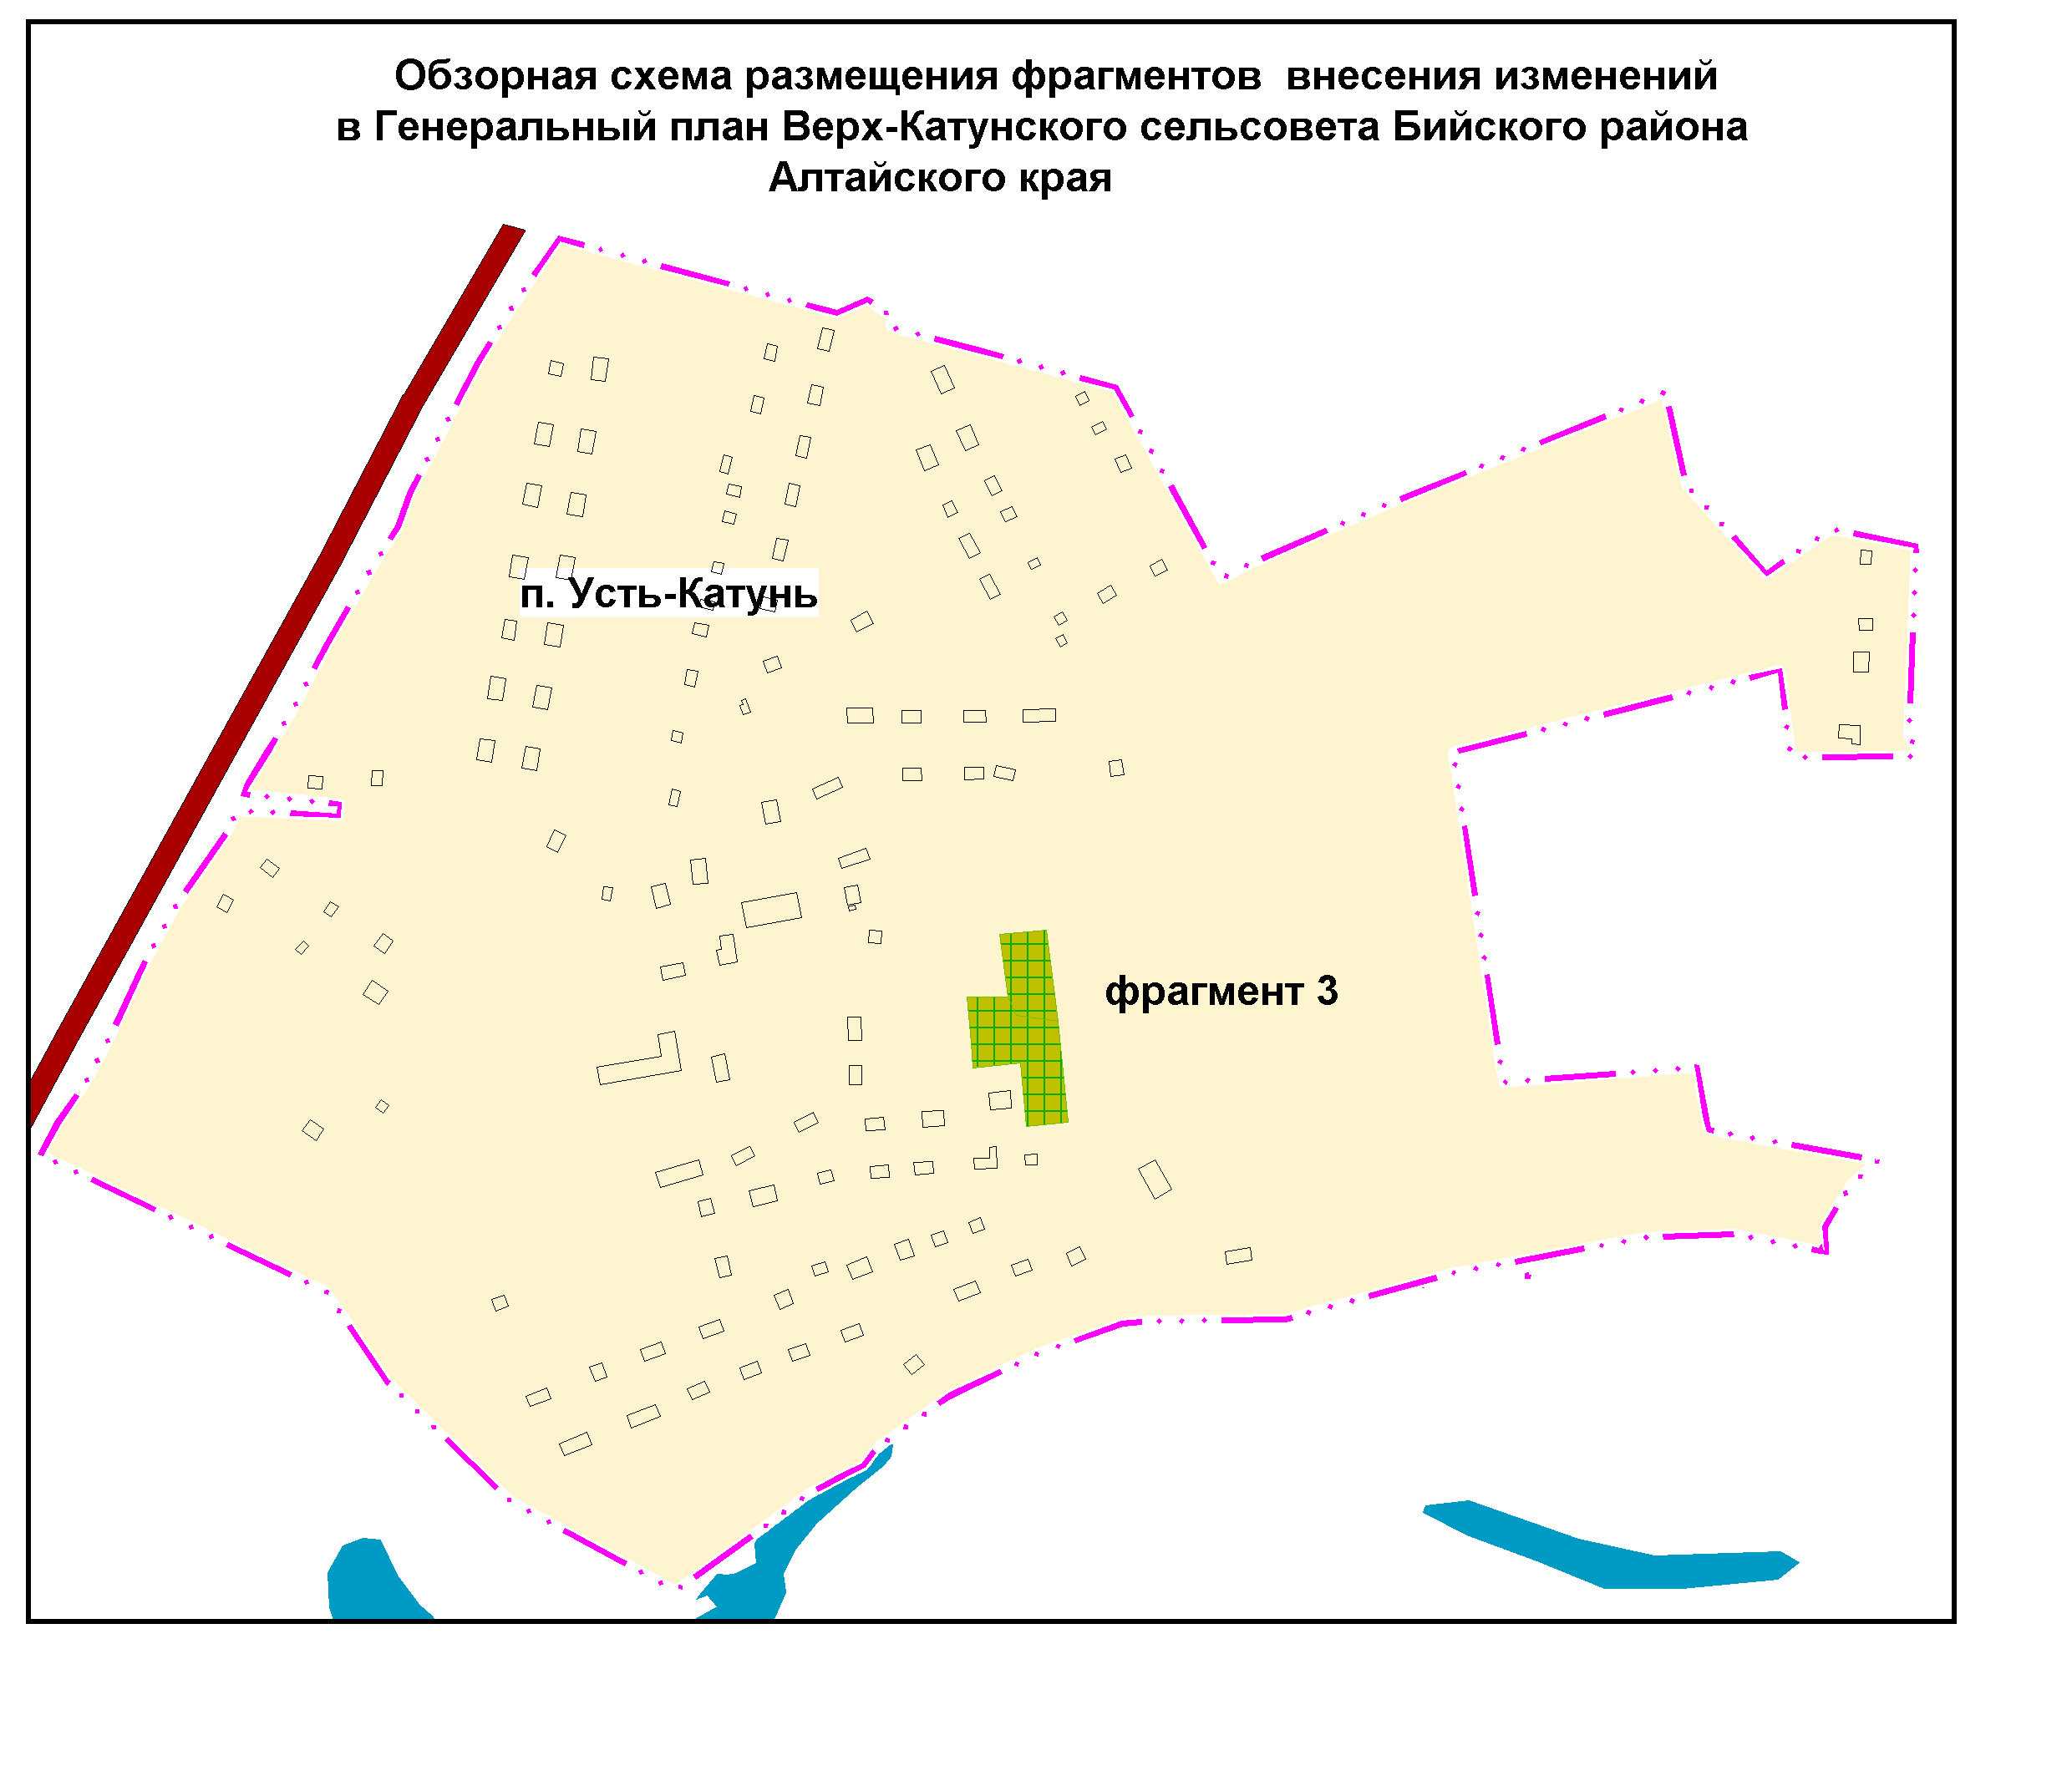 Обзорная схема размещения фрагментов внесения изменений
в Генеральный план Верх-Катунского сельсовета Бийского района
Алтайского края
п. Усть-Катунь
фрагмент 3